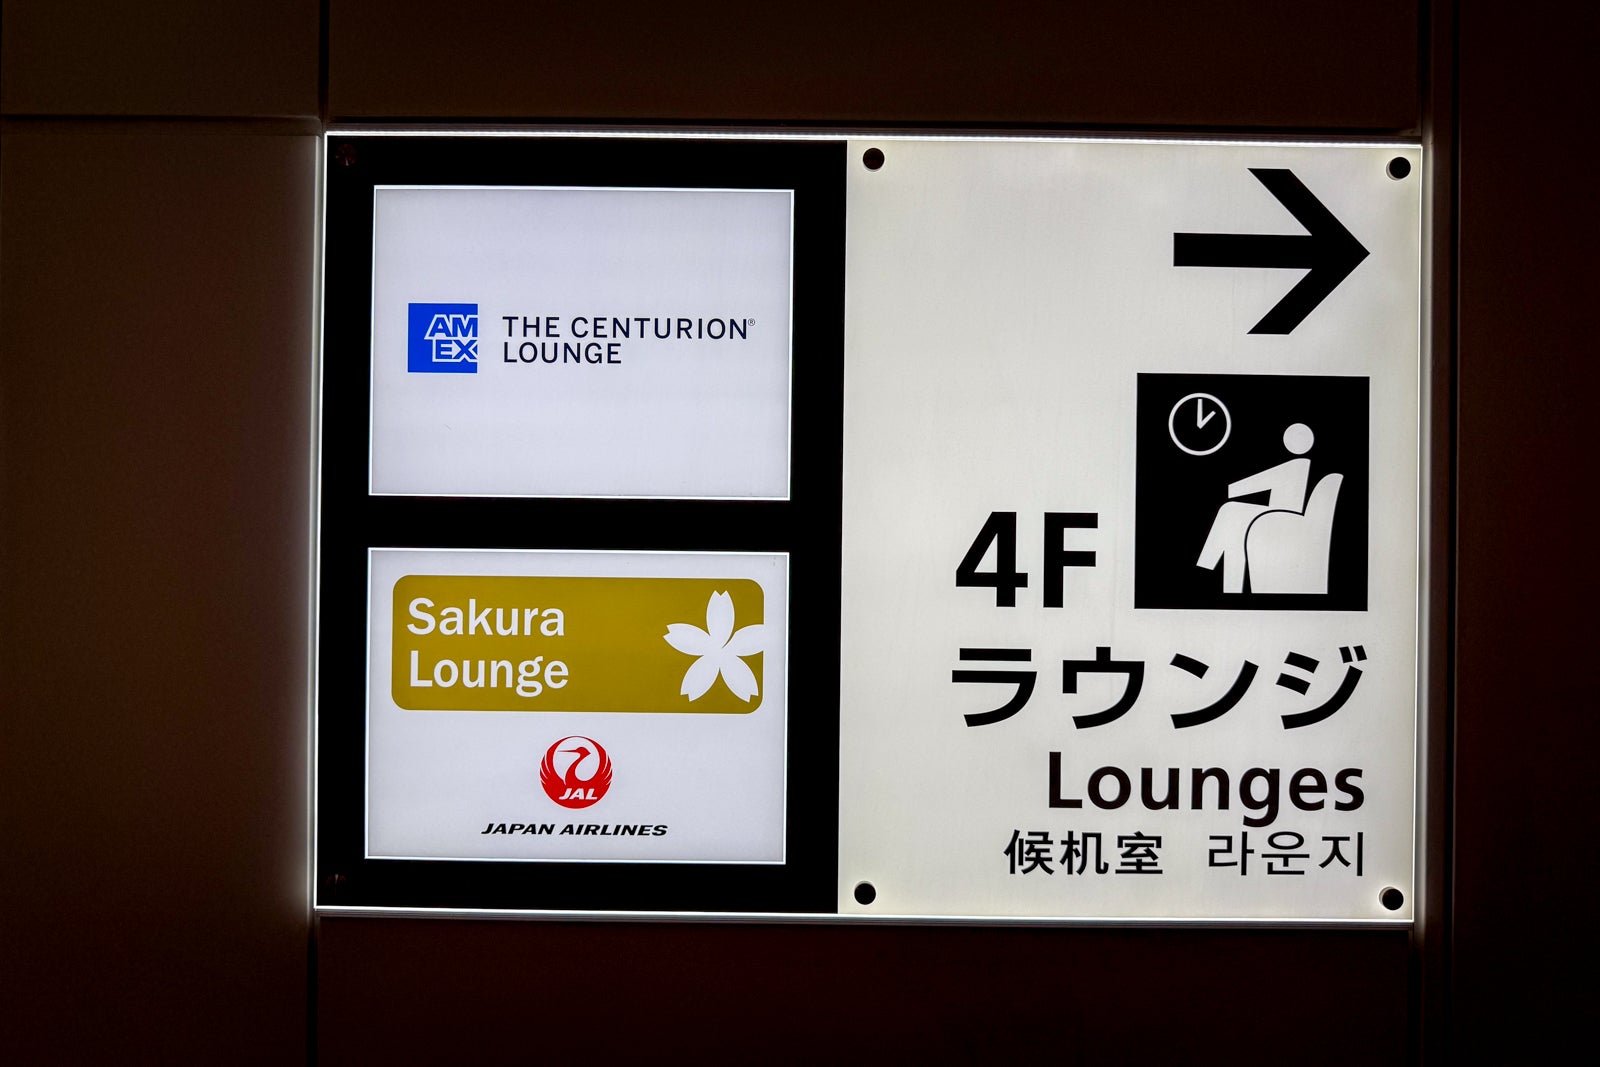 AM
EX
THE CENTURION®
LOUNGE
Sakura
Lounge
JAL
JAPAN AIRLINES
4F
ラウンジ
Lounges
候机室 라운지